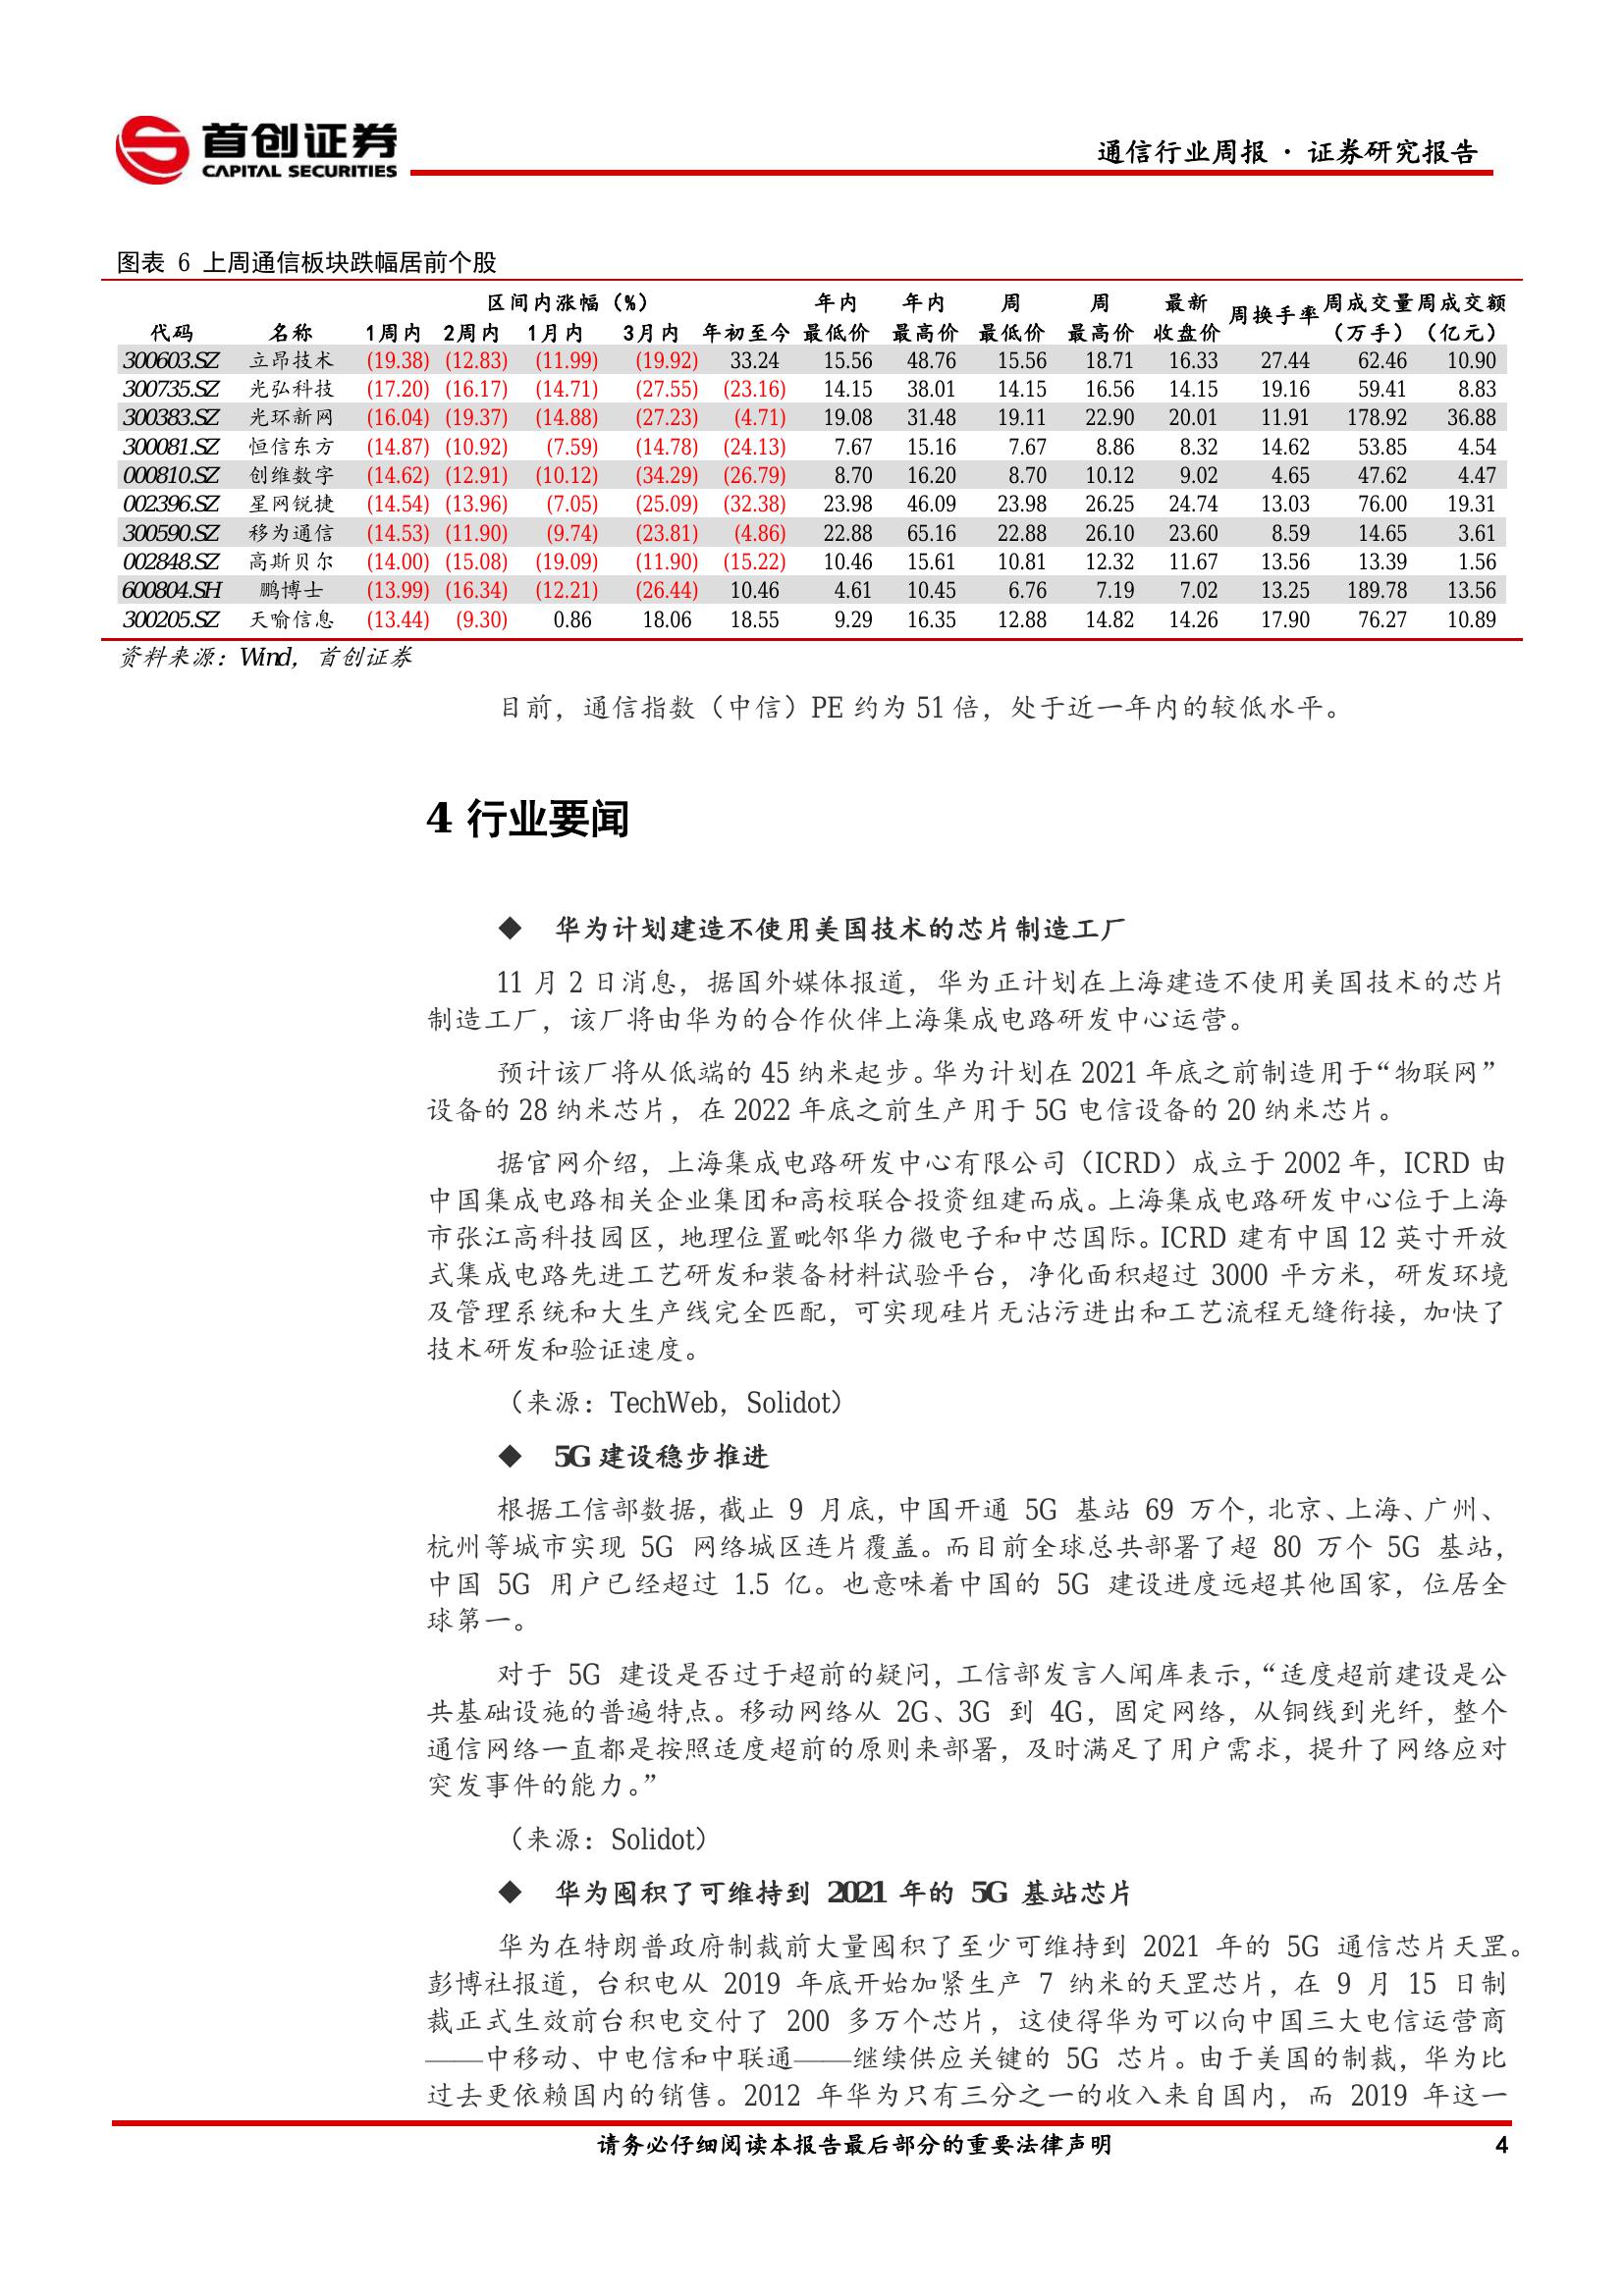 首创证券
CAPITAL SECURITIES
通信行业周报 · 证券研究报告
图表 6 上周通信板块跌幅居前个股
区间内涨幅（%） 年内 年内 周 周 最新 周换手率 周成交量 周成交额
代码 名称 1周内 2周内 1月内 3月内 年初至今 最低价 最高价 最低价 最高价 收盘价 （万手） （亿元）
300603.SZ 立昂技术 (19.38) (12.83) (11.99) (19.92) 33.24 15.56 48.76 15.56 18.71 16.33 27.44 62.46 10.90
300735.SZ 光弘科技 (17.20) (16.17) (14.71) (27.55) (23.16) 14.15 38.01 14.15 16.56 14.15 19.16 59.41 8.83
300383.SZ 光环新网 (16.04) (19.37) (14.88) (27.23) (4.71) 19.08 31.48 19.11 22.90 20.01 11.91 178.92 36.88
300081.SZ 恒信东方 (14.87) (10.92) (7.59) (14.78) (24.13) 7.67 15.16 7.67 8.86 8.32 14.62 53.85 4.54
000810.SZ 创维数字 (14.62) (12.91) (10.12) (34.29) (26.79) 8.70 16.20 8.70 10.12 9.02 4.65 47.62 4.47
002396.SZ 星网锐捷 (14.54) (13.96) (7.05) (25.09) (32.38) 23.98 46.09 23.98 26.25 24.74 13.03 76.00 19.31
300590.SZ 移为通信 (14.53) (11.90) (9.74) (23.81) (4.86) 22.88 65.16 22.88 26.10 23.60 8.59 14.65 3.61
002848.SZ 高斯贝尔 (14.00) (15.08) (19.09) (11.90) (15.22) 10.46 15.61 10.81 12.32 11.67 13.56 13.39 1.56
600804.SH 鹏博士 (13.99) (16.34) (12.21) (26.44) 10.46 4.61 10.45 6.76 7.19 7.02 13.25 189.78 13.56
300205.SZ 天喻信息 (13.44) (9.30) 0.86 18.06 18.55 9.29 16.35 12.88 14.82 14.26 17.90 76.27 10.89
资料来源：Wind，首创证券
目前，通信指数（中信）PE 约为 51 倍，处于近一年内的较低水平。
4 行业要闻
◆ 华为计划建造不使用美国技术的芯片制造工厂
11 月 2 日消息，据国外媒体报道，华为正计划在上海建造不使用美国技术的芯片
制造工厂，该厂将由华为的合作伙伴上海集成电路研发中心运营。
预计该厂将从低端的 45 纳米起步。华为计划在 2021 年底之前制造用于“物联网”
设备的 28 纳米芯片，在 2022 年底之前生产用于 5G 电信设备的 20 纳米芯片。
据官网介绍，上海集成电路研发中心有限公司（ICRD）成立于 2002 年，ICRD 由
中国集成电路相关企业集团和高校联合投资组建而成。上海集成电路研发中心位于上海
市张江高科技园区，地理位置毗邻华力微电子和中芯国际。ICRD 建有中国 12 英寸开放
式集成电路先进工艺研发和装备材料试验平台，净化面积超过 3000 平方米，研发环境
及管理系统和大生产线完全匹配，可实现硅片无沾污进出和工艺流程无缝衔接，加快了
技术研发和验证速度。
（来源：TechWeb，Solidot）
◆ 5G 建设稳步推进
根据工信部数据，截止 9 月底，中国开通 5G 基站 69 万个，北京、上海、广州、
杭州等城市实现 5G 网络城区连片覆盖。而目前全球总共部署了超 80 万个 5G 基站，
中国 5G 用户已经超过 1.5 亿。也意味着中国的 5G 建设进度远超其他国家，位居全
球第一。
对于 5G 建设是否过于超前的疑问，工信部发言人闻库表示，“适度超前建设是公
共基础设施的普遍特点。移动网络从 2G、3G 到 4G，固定网络，从铜线到光纤，整个
通信网络一直都是按照适度超前的原则来部署，及时满足了用户需求，提升了网络应对
突发事件的能力。”
（来源：Solidot）
◆ 华为囤积了可维持到 2021 年的 5G 基站芯片
华为在特朗普政府制裁前大量囤积了至少可维持到 2021 年的 5G 通信芯片天罡。
彭博社报道，台积电从 2019 年底开始加紧生产 7 纳米的天罡芯片，在 9 月 15 日制
裁正式生效前台积电交付了 200 多万个芯片，这使得华为可以向中国三大电信运营商
——中移动、中电信和中联通——继续供应关键的 5G 芯片。由于美国的制裁，华为比
过去更依赖国内的销售。2012 年华为只有三分之一的收入来自国内，而 2019 年这一
请务必仔细阅读本报告最后部分的重要法律声明 4